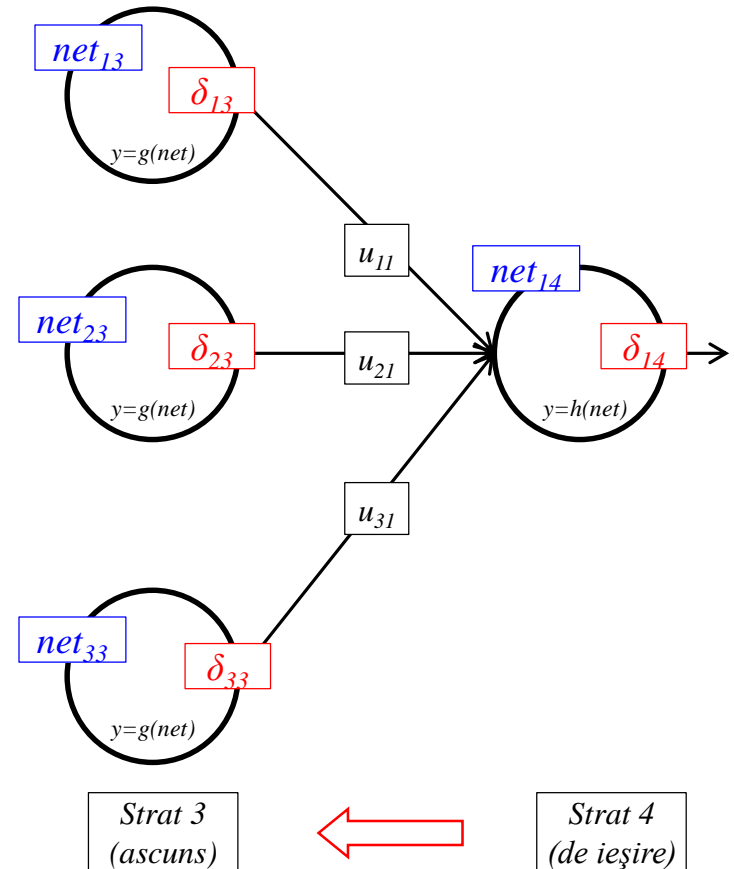 net₁₃
δ₁₃
y=g(net)
u₁₁
net₁₄
net₂₃
δ₂₃
u₂₁
δ₁₄
y=g(net)
y=h(net)
u₃₁
net₃₃
δ₃₃
y=g(net)
Strat 3
(ascuns)
Strat 4
(de ieşire)